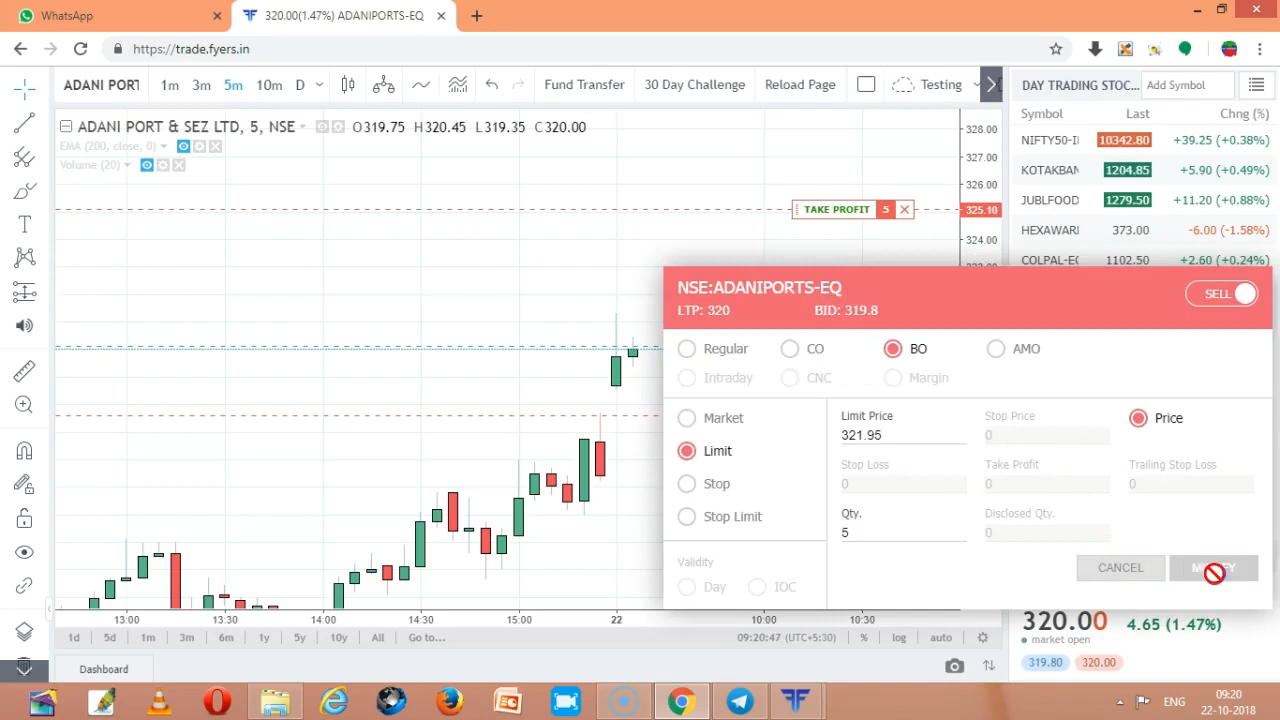 WhatsApp
320.00(1.47%) ADANIPORTS-EQ
https://trade.fyers.in
ADANI PORT
1m 3m 5m 10m D
Fund Transfer
30 Day Challenge
Reload Page
Testing
DAY TRADING STOC...
Add Symbol
ADANI PORT & SEZ LTD, 5, NSE
O319.75 H320.45 L319.35 C320.00
EMA (200, close, 0)
Volume (20)
TAKE PROFIT 5
328.00
327.00
326.00
325.10
324.00
Symbol Last Chng (%)
NIFTY50-I 10342.80 +39.25 (+0.38%)
KOTAKBAN 1204.85 +5.90 (+0.49%)
JUBLFOOD 1279.50 +11.20 (+0.88%)
HEXAWARI 373.00 -6.00 (-1.58%)
COLPAL-EQ 1102.50 +2.60 (+0.24%)
NSE:ADANIPORTS-EQ
SELL
LTP: 320 BID: 319.8
Regular CO BO AMO
Intraday CNC Margin
Market
Limit
Stop
Stop Limit
Limit Price
321.95
Stop Price
0
Price
Stop Loss
0
Take Profit
0
Trailing Stop Loss
0
Qty.
5
Disclosed Qty.
0
Validity
Day IOC
CANCEL
13:00 13:30 14:00 14:30 15:00 22 10:00 10:30
1d 5d 1m 3m 6m 1y 5y 10y All Go to...
09:20:47 (UTC+5:30)
% log auto
320.00 4.65 (1.47%)
market open
319.80 320.00
Dashboard
ENG
09:20
22-10-2018